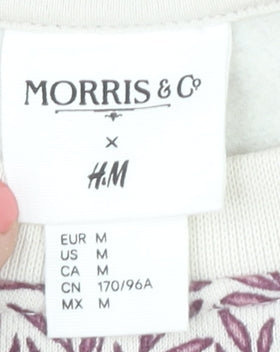 MORRIS & Co
x
H&M
EUR M
US M
CA M
CN 170/96A
MX M